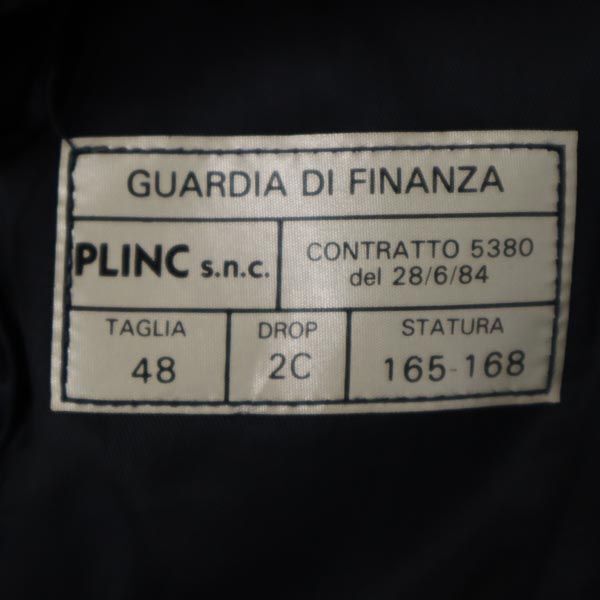 GUARDIA DI FINANZA
PLINC s.n.c.
CONTRATTO 5380
del 28/6/84
TAGLIA
48
DROP
2C
STATURA
165-168